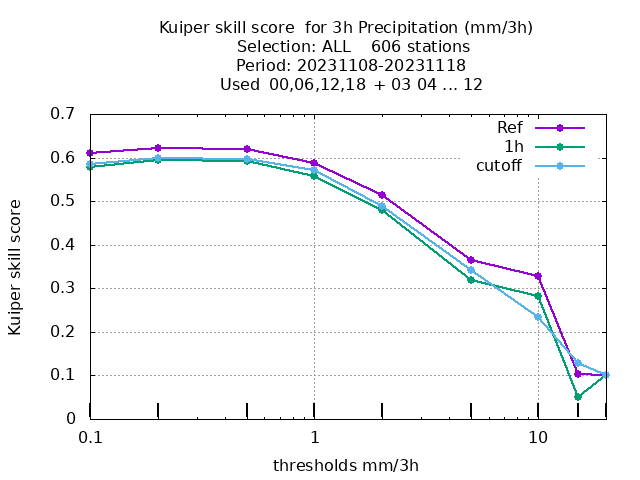 Kuiper skill score  for 3h Precipitation (mm/3h)
Selection: ALL    606 stations
Period: 20231108-20231118
Used  00,06,12,18  + 03 04 ... 12
Ref
1h
cutoff
Kuiper skill score
0.7
0.6
0.5
0.4
0.3
0.2
0.1
0
0.1 1 10
thresholds mm/3h